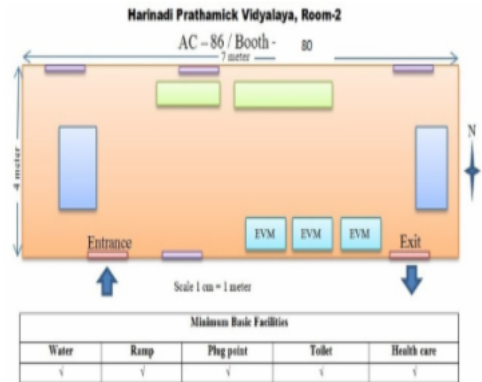 Harinadi Prathamick Vidyalaya, Room-2
AC – 86 / Booth - 80
7 meter
4 meter
N
EVM EVM EVM
Entrance Exit
Scale 1 cm = 1 meter
Minimum Basic Facilities
Water Ramp Plug point Toilet Health care
√ √ √ √ √